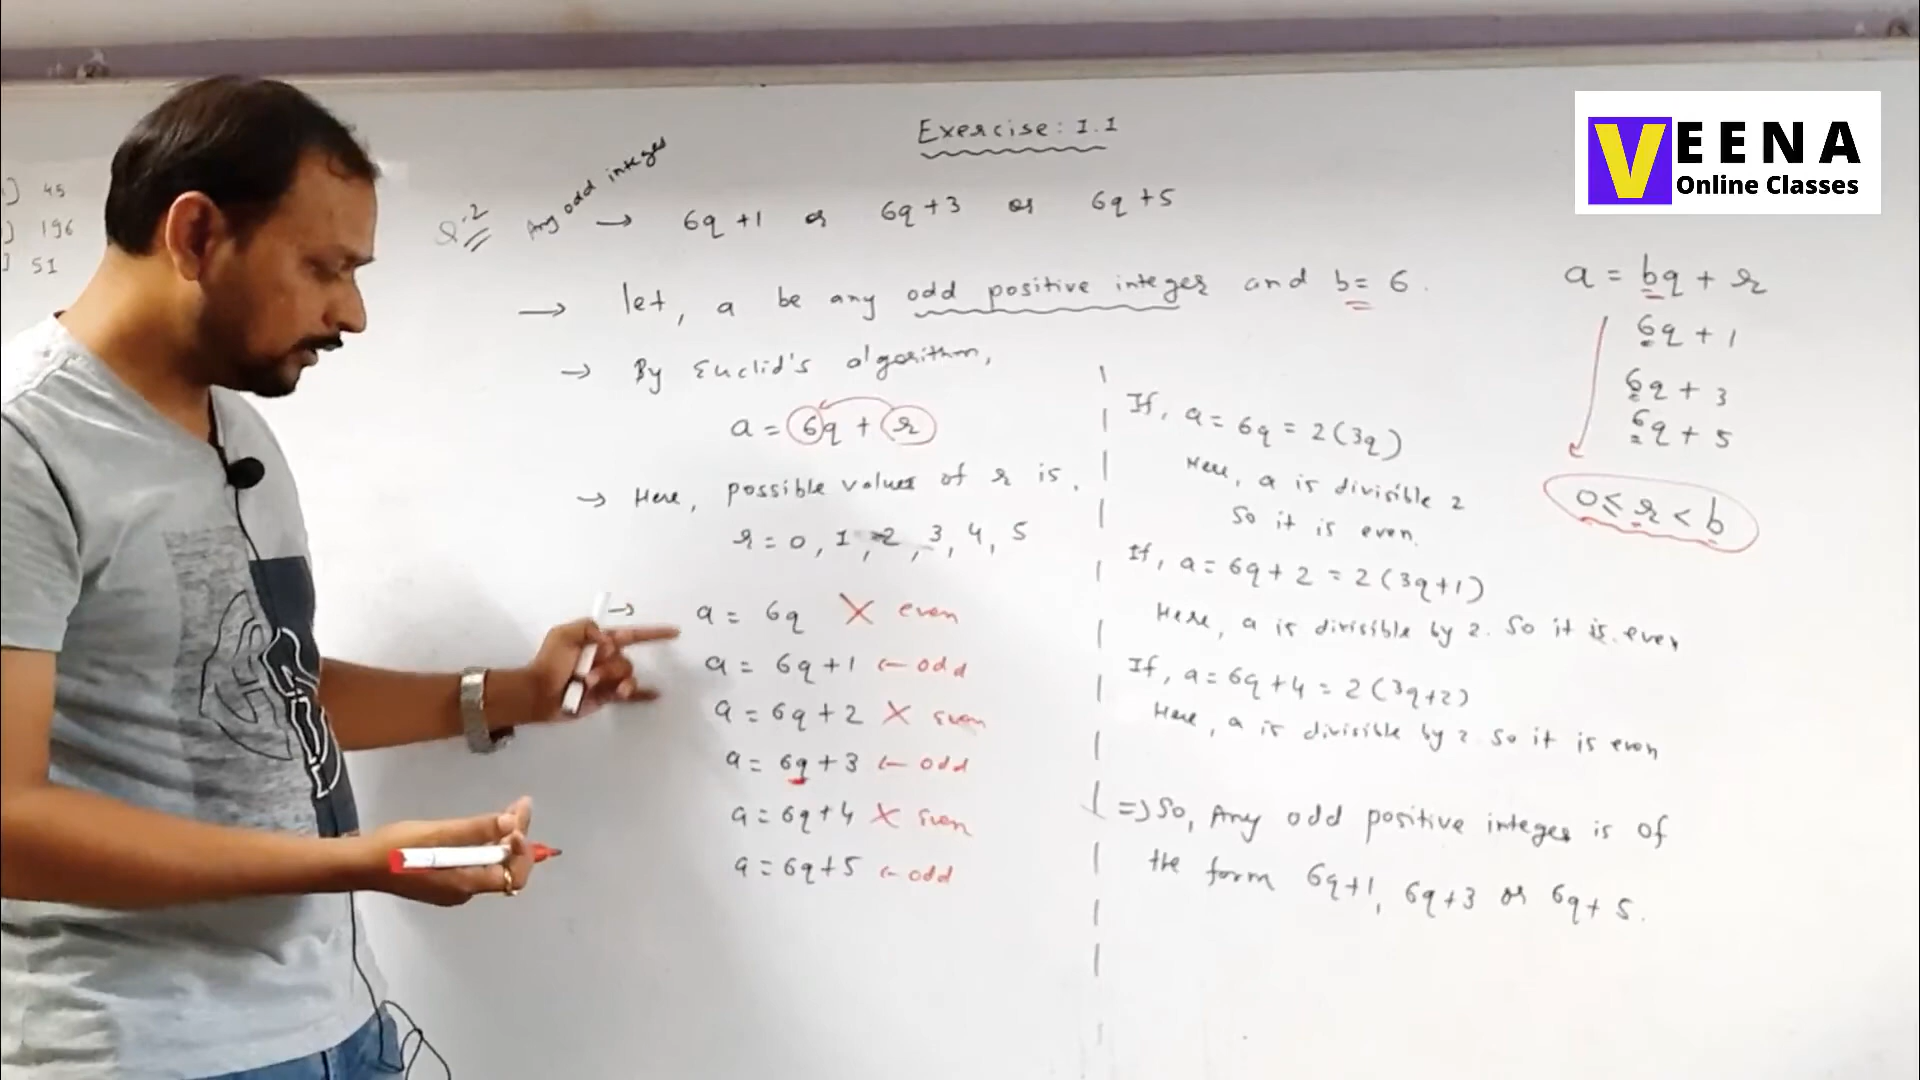 VEENA
Online Classes
Exercise: 1.1
] 45
] 196
] 51
Q.2 Any odd integer → 6q+1 or 6q+3 or 6q+5
→ let, a be any odd positive integer and b = 6.
→ By Euclid's algorithm,
a = 6q + r
→ Here, possible values of r is,
r = 0, 1, 2, 3, 4, 5
→ a = 6q X even
a = 6q+1 ← odd
a = 6q+2 X even
a = 6q+3 ← odd
a = 6q+4 X even
a = 6q+5 ← odd
If, a = 6q = 2(3q)
Here, a is divisible 2
So it is even.
If, a = 6q+2 = 2(3q+1)
Here, a is divisible by 2. So it is even
If, a = 6q+4 = 2(3q+2)
Here, a is divisible by 2. So it is even
⇒ So, Any odd positive integer is of
the form 6q+1, 6q+3 or 6q+5.
a = bq + r
6q + 1
6q + 3
6q + 5
0 ≤ r < b